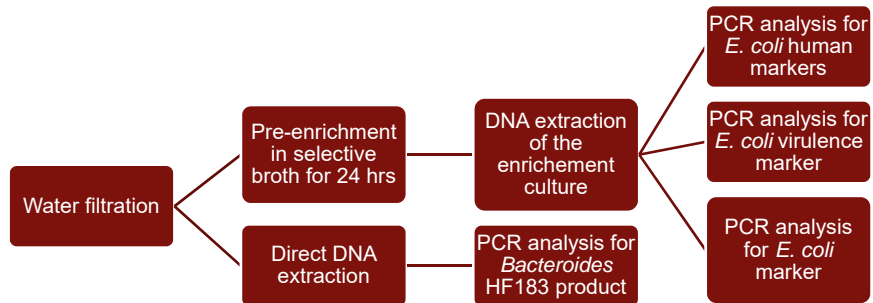 Water filtration
Pre-enrichment
in selective
broth for 24 hrs
DNA extraction
of the
enrichement
culture
PCR analysis for
E. coli human
markers
PCR analysis for
E. coli virulence
marker
PCR analysis
for E. coli
marker
Direct DNA
extraction
PCR analysis for
Bacteroides
HF183 product